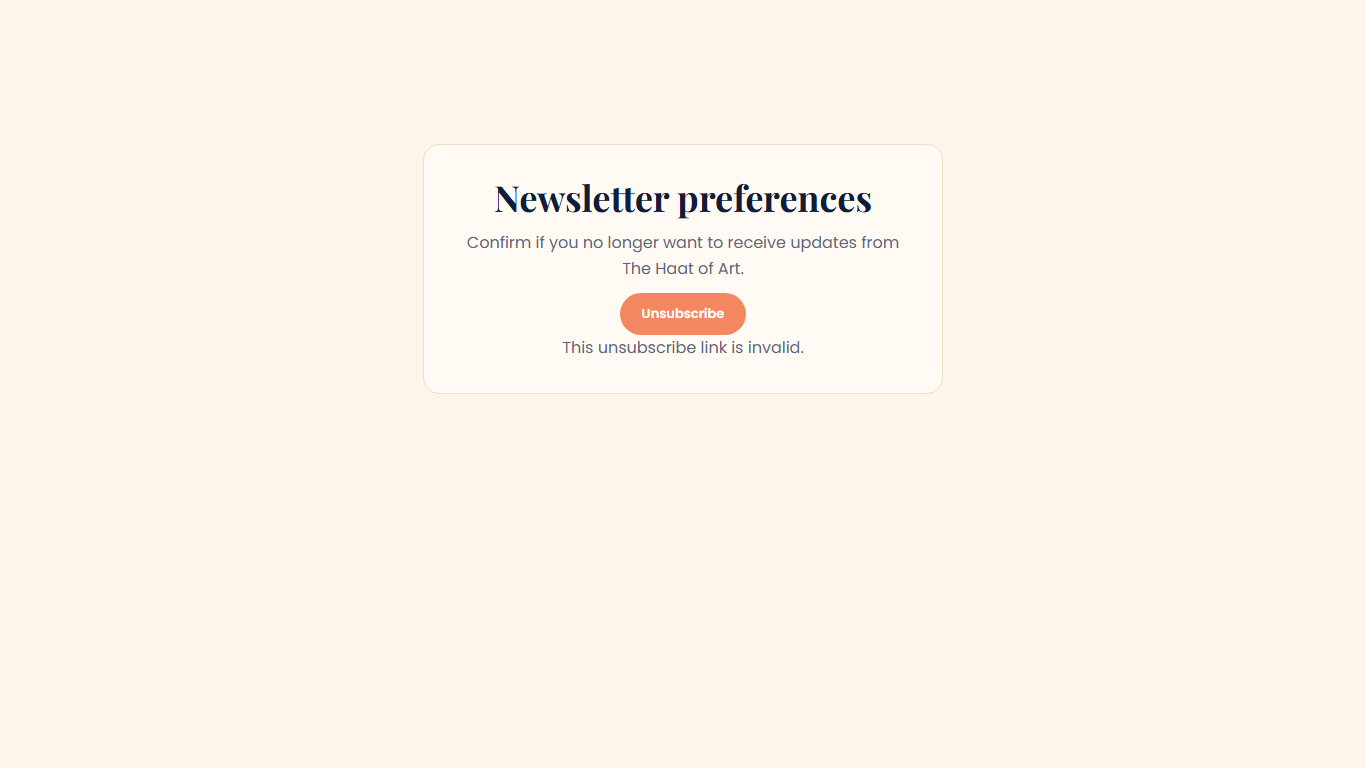 Newsletter preferences
Confirm if you no longer want to receive updates from
The Haat of Art.
Unsubscribe
This unsubscribe link is invalid.